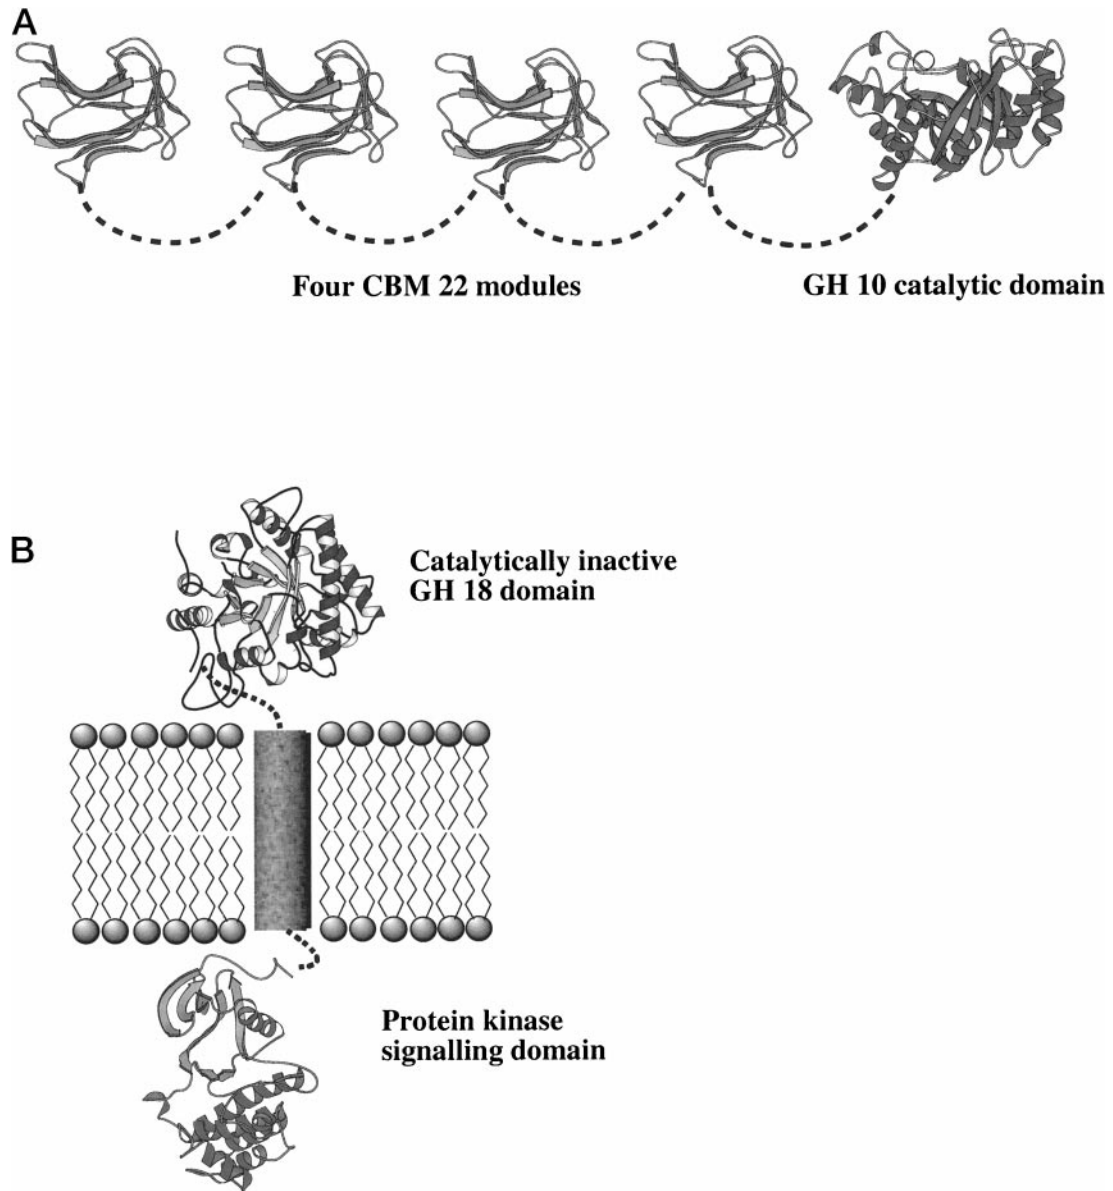 A
Four CBM 22 modules
GH 10 catalytic domain
B
Catalytically inactive
GH 18 domain
Protein kinase
signalling domain